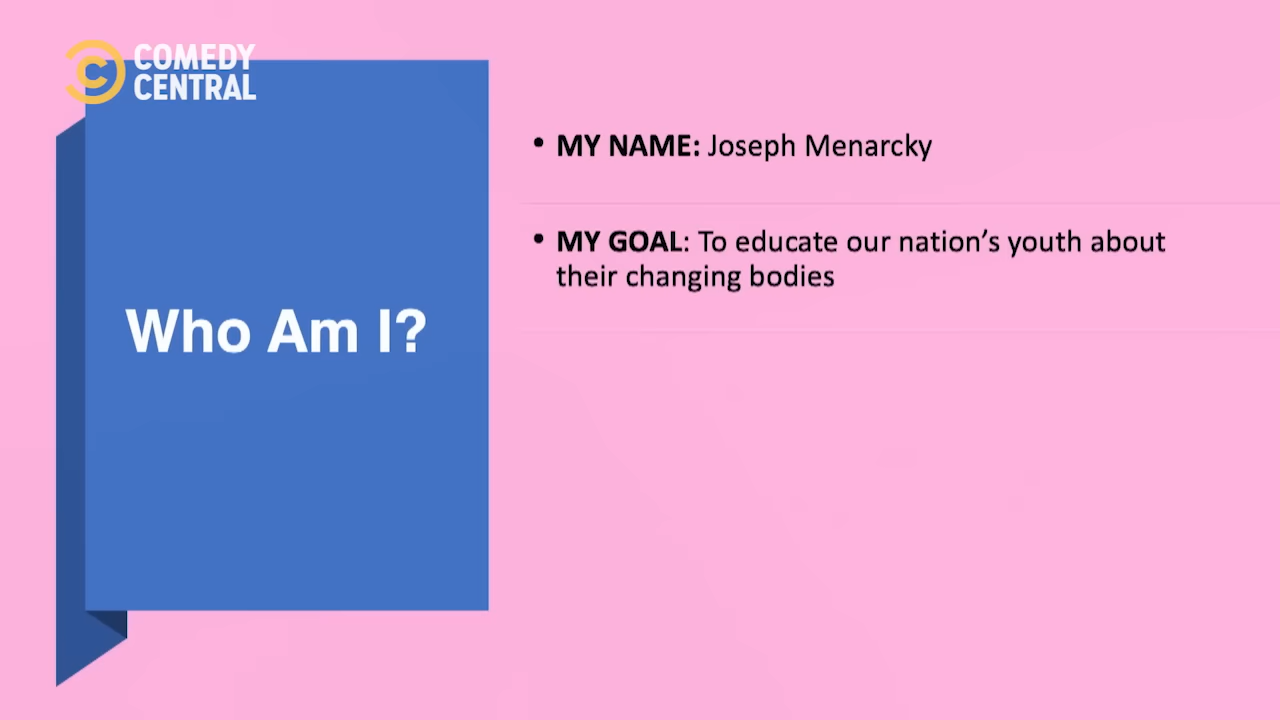 COMEDY
CENTRAL
Who Am I?
• MY NAME: Joseph Menarcky
• MY GOAL: To educate our nation’s youth about
their changing bodies